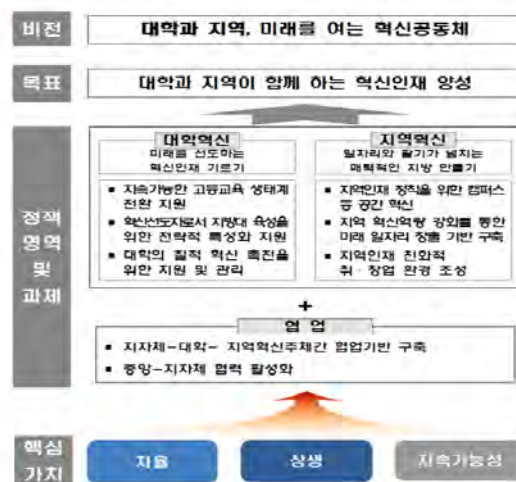 비전
대학과 지역, 미래를 여는 혁신공동체
목표
대학과 지역이 함께 하는 혁신인재 양성
정책
영역
및
과제
대학혁신
미래를 선도하는
혁신인재 기르기
▪ 지속가능한 고등교육 생태계
전환 지원
▪ 혁신선도자로서 지방대 육성을
위한 전략적 특성화 지원
▪ 대학의 질적 혁신 촉진을
위한 지원 및 관리
지역혁신
일자리와 활기가 넘치는
매력적인 지방 만들기
▪ 지역인재 정착을 위한 캠퍼스
등 공간 혁신
▪ 지역 혁신역량 강화를 통한
미래 일자리 창출 기반 구축
▪ 지역인재 친화적
취·창업 환경 조성
+
협 업
▪ 지자체-대학- 지역혁신주체간 협업기반 구축
▪ 중앙-지자체 협력 활성화
핵심
가치
자율
상생
지속가능성